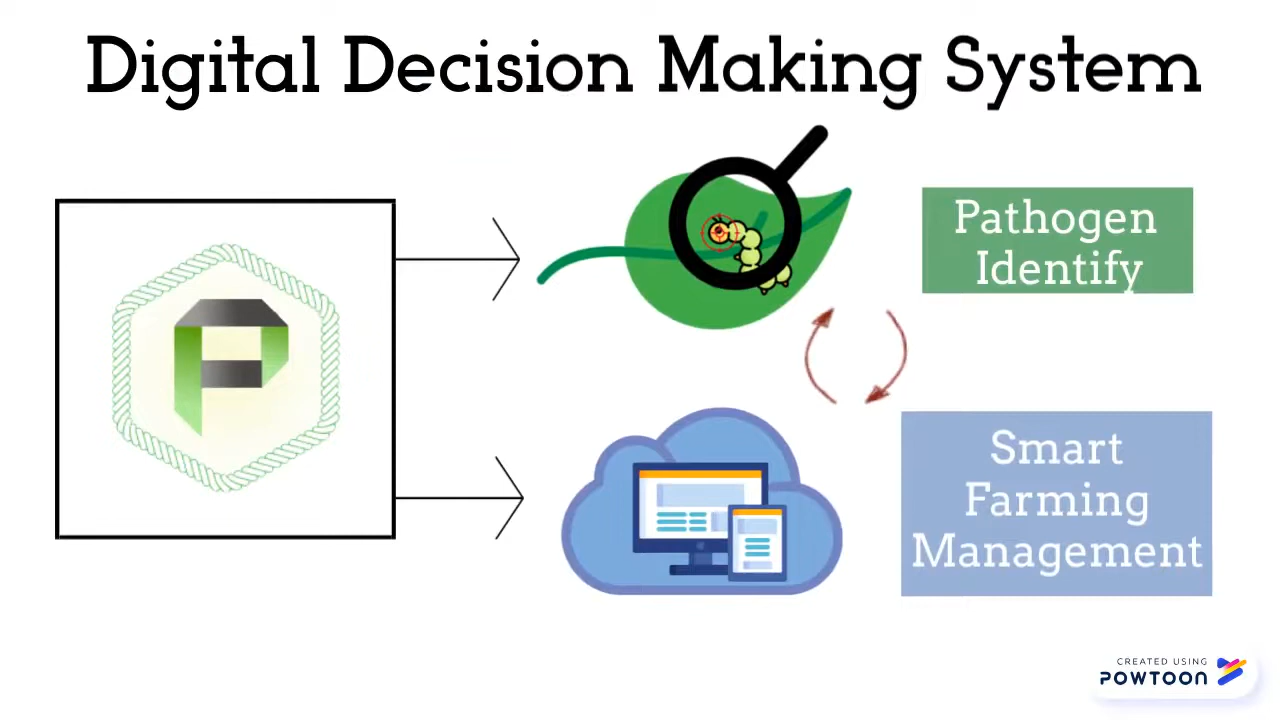 Digital Decision Making System
P
Pathogen
Identify
Smart
Farming
Management
CREATED USING
POWTOON